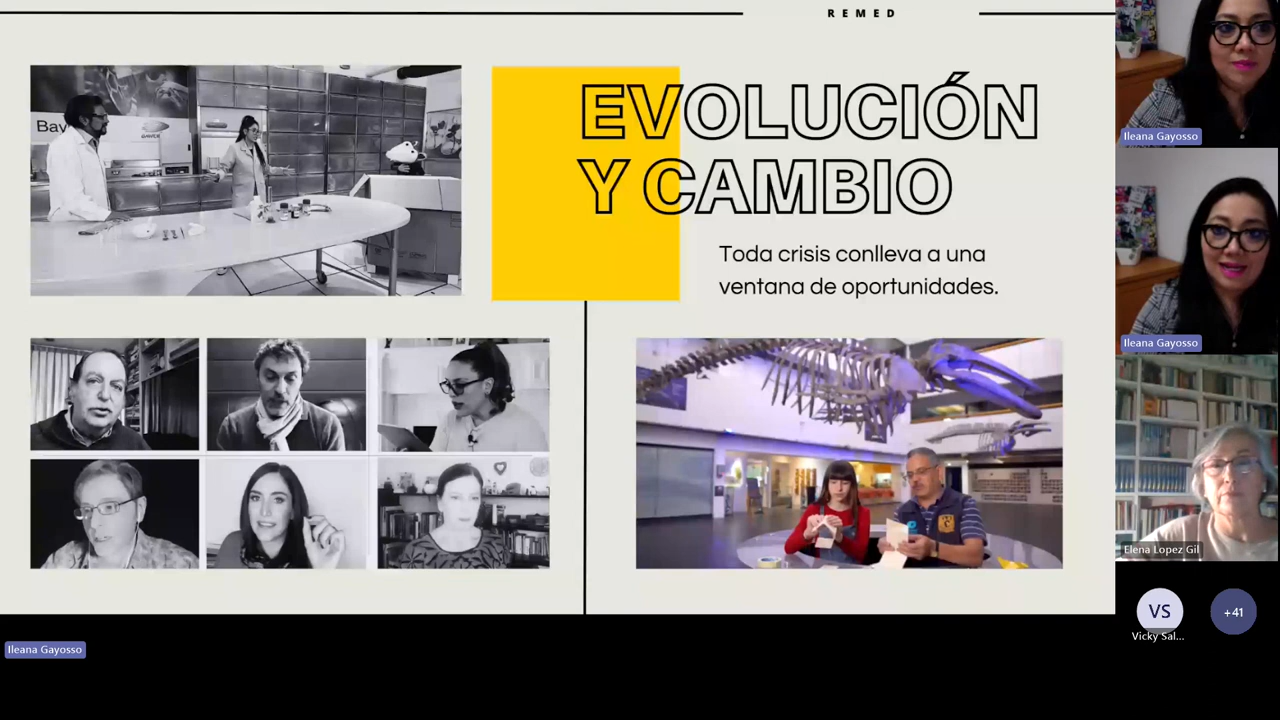 REMED
EVOLUCIÓN
Y CAMBIO
Toda crisis conlleva a una
ventana de oportunidades.
Bay
Ileana Gayosso
Ileana Gayosso
Elena Lopez Gil
VS
+41
Vicky Sal...
Ileana Gayosso